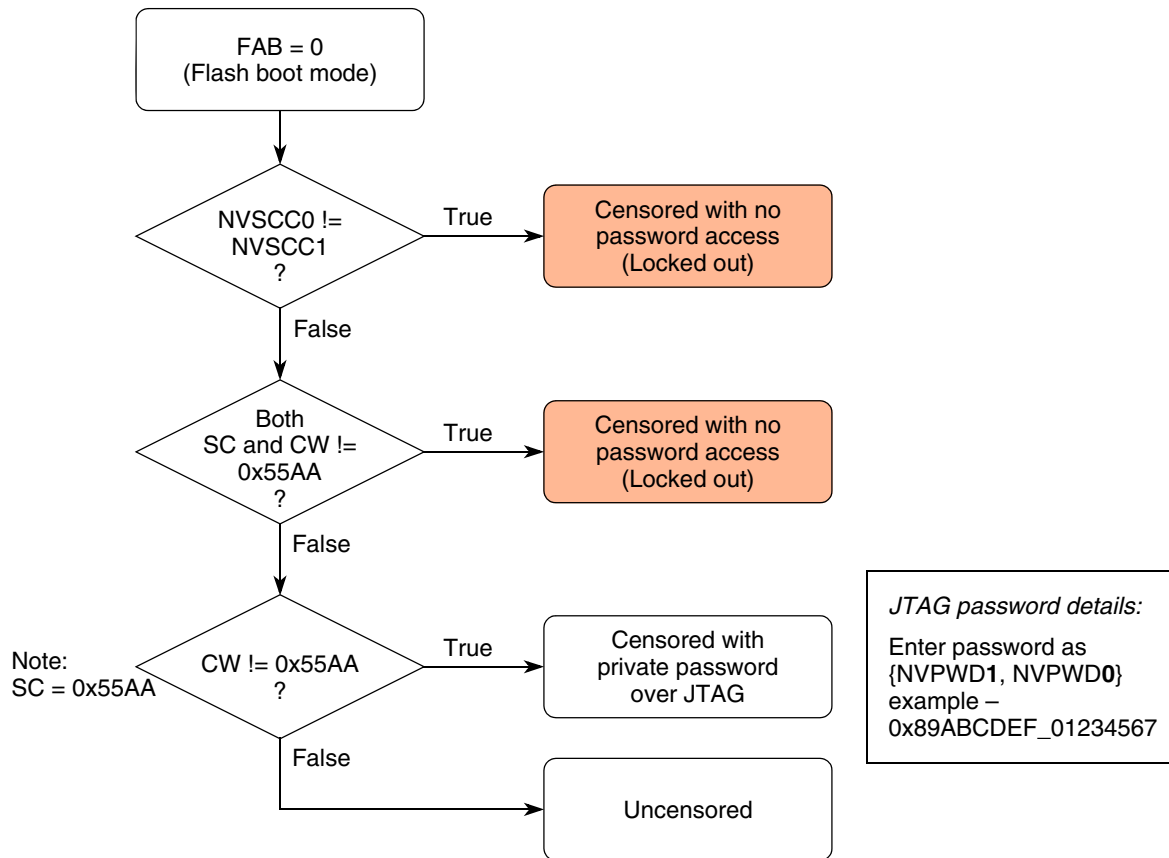 FAB = 0
(Flash boot mode)
NVSCC0 !=
NVSCC1
?
True
Censored with no
password access
(Locked out)
False
Both
SC and CW !=
0x55AA
?
True
Censored with no
password access
(Locked out)
False
Note:
SC = 0x55AA
CW != 0x55AA
?
True
Censored with
private password
over JTAG
False
Uncensored
JTAG password details:
Enter password as
{NVPWD1, NVPWD0}
example –
0x89ABCDEF_01234567